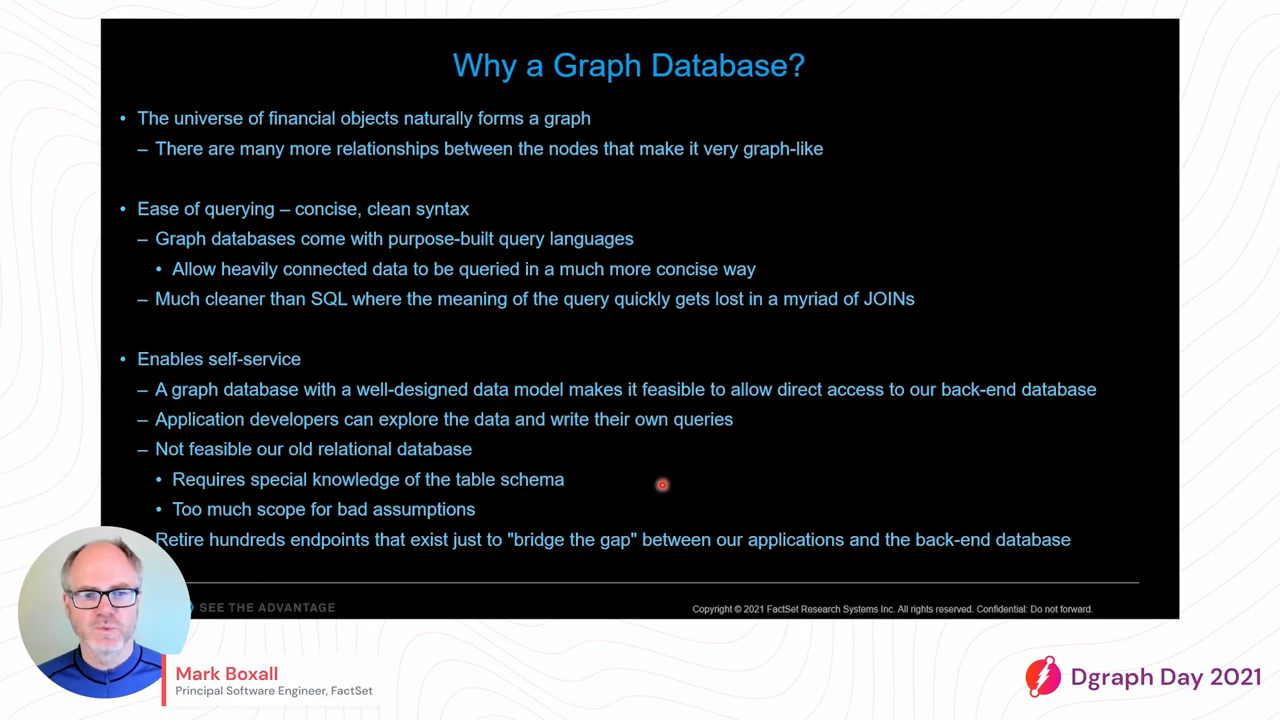 Why a Graph Database?
• The universe of financial objects naturally forms a graph
– There are many more relationships between the nodes that make it very graph-like
• Ease of querying – concise, clean syntax
– Graph databases come with purpose-built query languages
• Allow heavily connected data to be queried in a much more concise way
– Much cleaner than SQL where the meaning of the query quickly gets lost in a myriad of JOINs
• Enables self-service
– A graph database with a well-designed data model makes it feasible to allow direct access to our back-end database
– Application developers can explore the data and write their own queries
– Not feasible our old relational database
• Requires special knowledge of the table schema
• Too much scope for bad assumptions
Retire hundreds endpoints that exist just to "bridge the gap" between our applications and the back-end database
SEE THE ADVANTAGE
Copyright © 2021 FactSet Research Systems Inc. All rights reserved. Confidential: Do not forward.
Mark Boxall
Principal Software Engineer, FactSet
Dgraph Day 2021